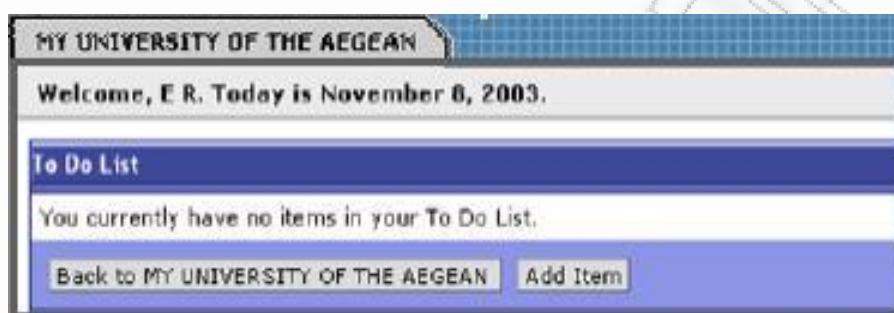 MY UNIVERSITY OF THE AEGEAN
Welcome, E R. Today is November 8, 2003.
To Do List
You currently have no items in your To Do List.
Back to MY UNIVERSITY OF THE AEGEAN Add Item